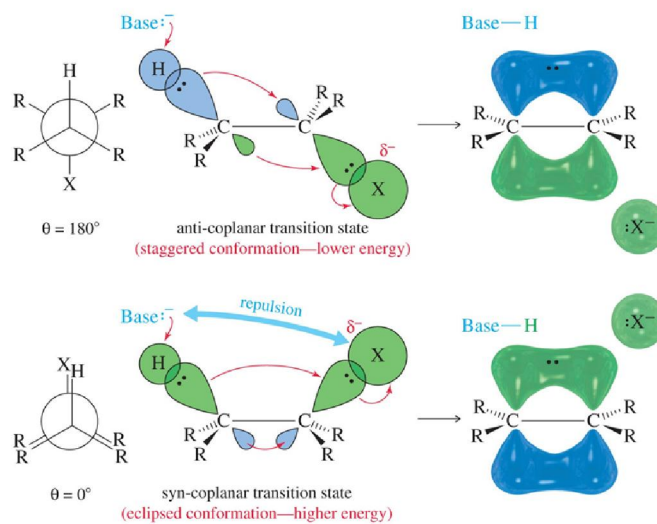 Base:⁻
H
H
R
R
R
R
C
C
R
R
R
R
X
δ⁻
X
θ = 180°
anti-coplanar transition state
(staggered conformation—lower energy)
Base—H
R
R
C
C
R
R
:X⁻
Base:⁻
repulsion
δ⁻
H
X
X
H
R
R
R
R
C
C
R
R
R
R
θ = 0°
syn-coplanar transition state
(eclipsed conformation—higher energy)
Base—H
:X⁻
R
R
C
C
R
R